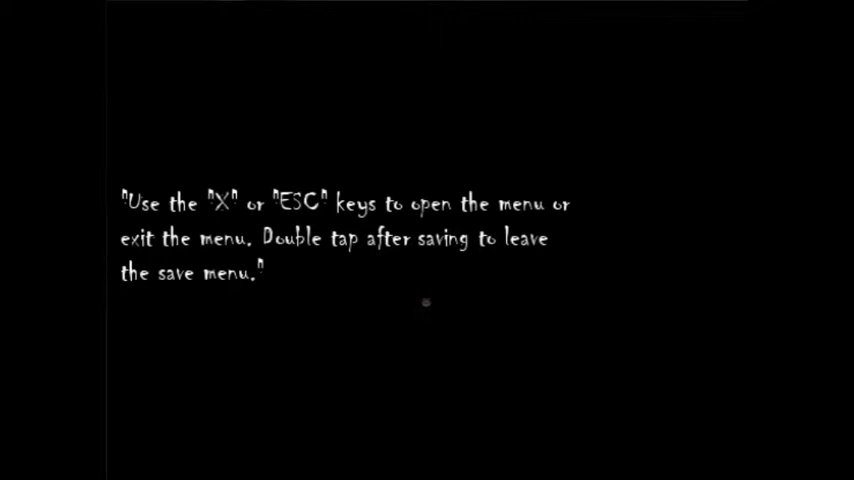 "Use the "X" or "ESC" keys to open the menu or
exit the menu. Double tap after saving to leave
the save menu."